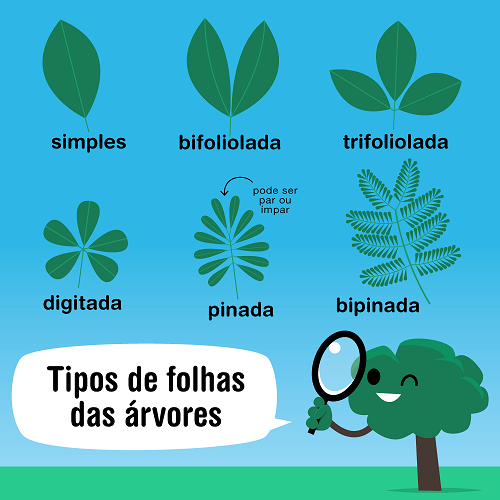 simples
bifoliolada
trifoliolada
pode ser
par ou
impar
digitada
pinada
bipinada
Tipos de folhas
das árvores